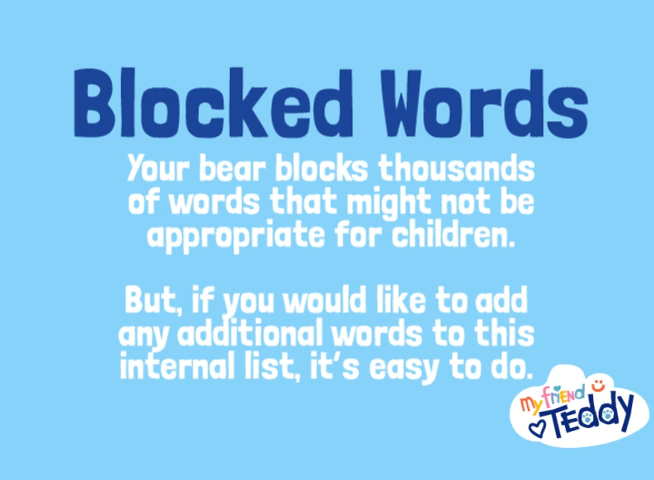 Blocked Words
Your bear blocks thousands
of words that might not be
appropriate for children.
But, if you would like to add
any additional words to this
internal list, it's easy to do.
my friend
TEddy